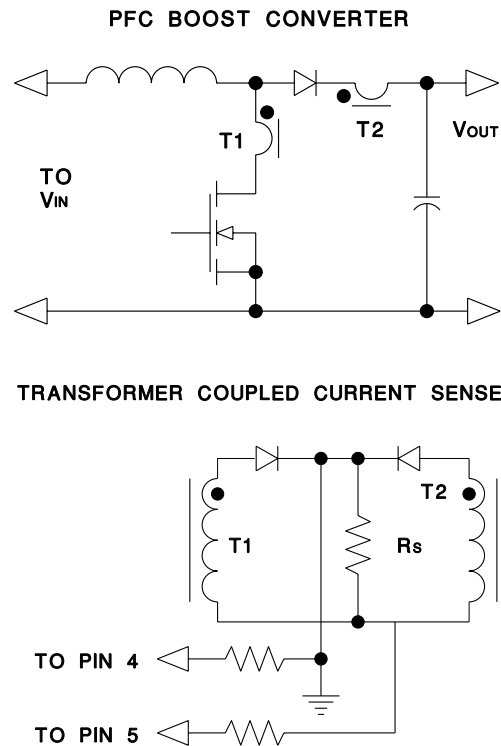 PFC BOOST CONVERTER
T1
T2
VOUT
TO
VIN
TRANSFORMER COUPLED CURRENT SENSE
T2
T1
RS
TO PIN 4
TO PIN 5